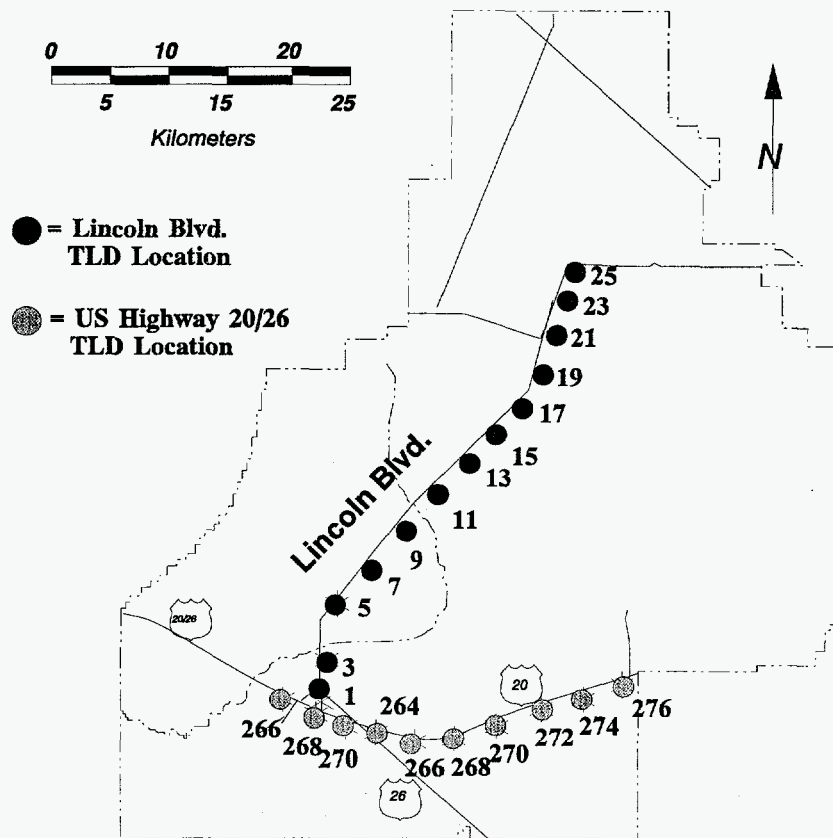 0 10 20
5 15 25
Kilometers
N
= Lincoln Blvd.
TLD Location
= US Highway 20/26
TLD Location
25
23
21
19
17
15
13
11
9
7
5
3
1
Lincoln Blvd.
20/26
20
26
266
268
270
264
266
268
270
272
274
276